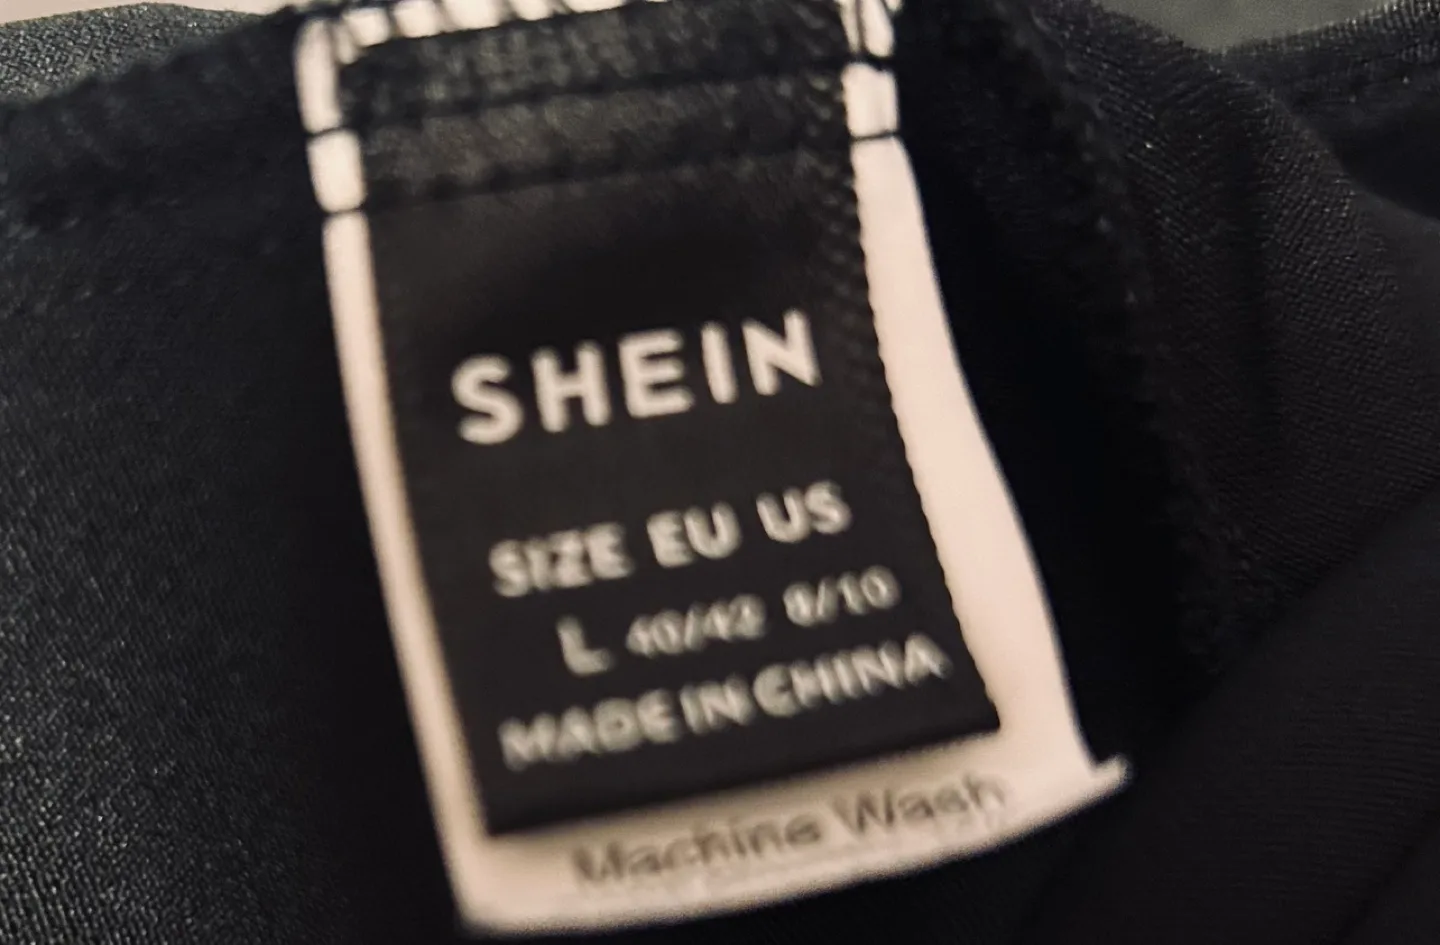 SHEIN
SIZE EU US
L 40/42 8/10
MADE IN CHINA
Machine Wash